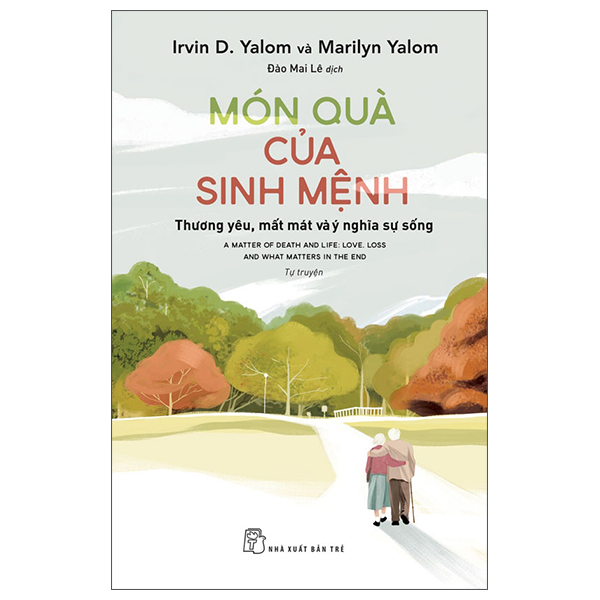 Irvin D. Yalom và Marilyn Yalom
Đào Mai Lê dịch
MÓN QUÀ
CỦA
SINH MỆNH
Thương yêu, mất mát và ý nghĩa sự sống
A MATTER OF DEATH AND LIFE: LOVE, LOSS
AND WHAT MATTERS IN THE END
Tự truyện
NHÀ XUẤT BẢN TRẺ